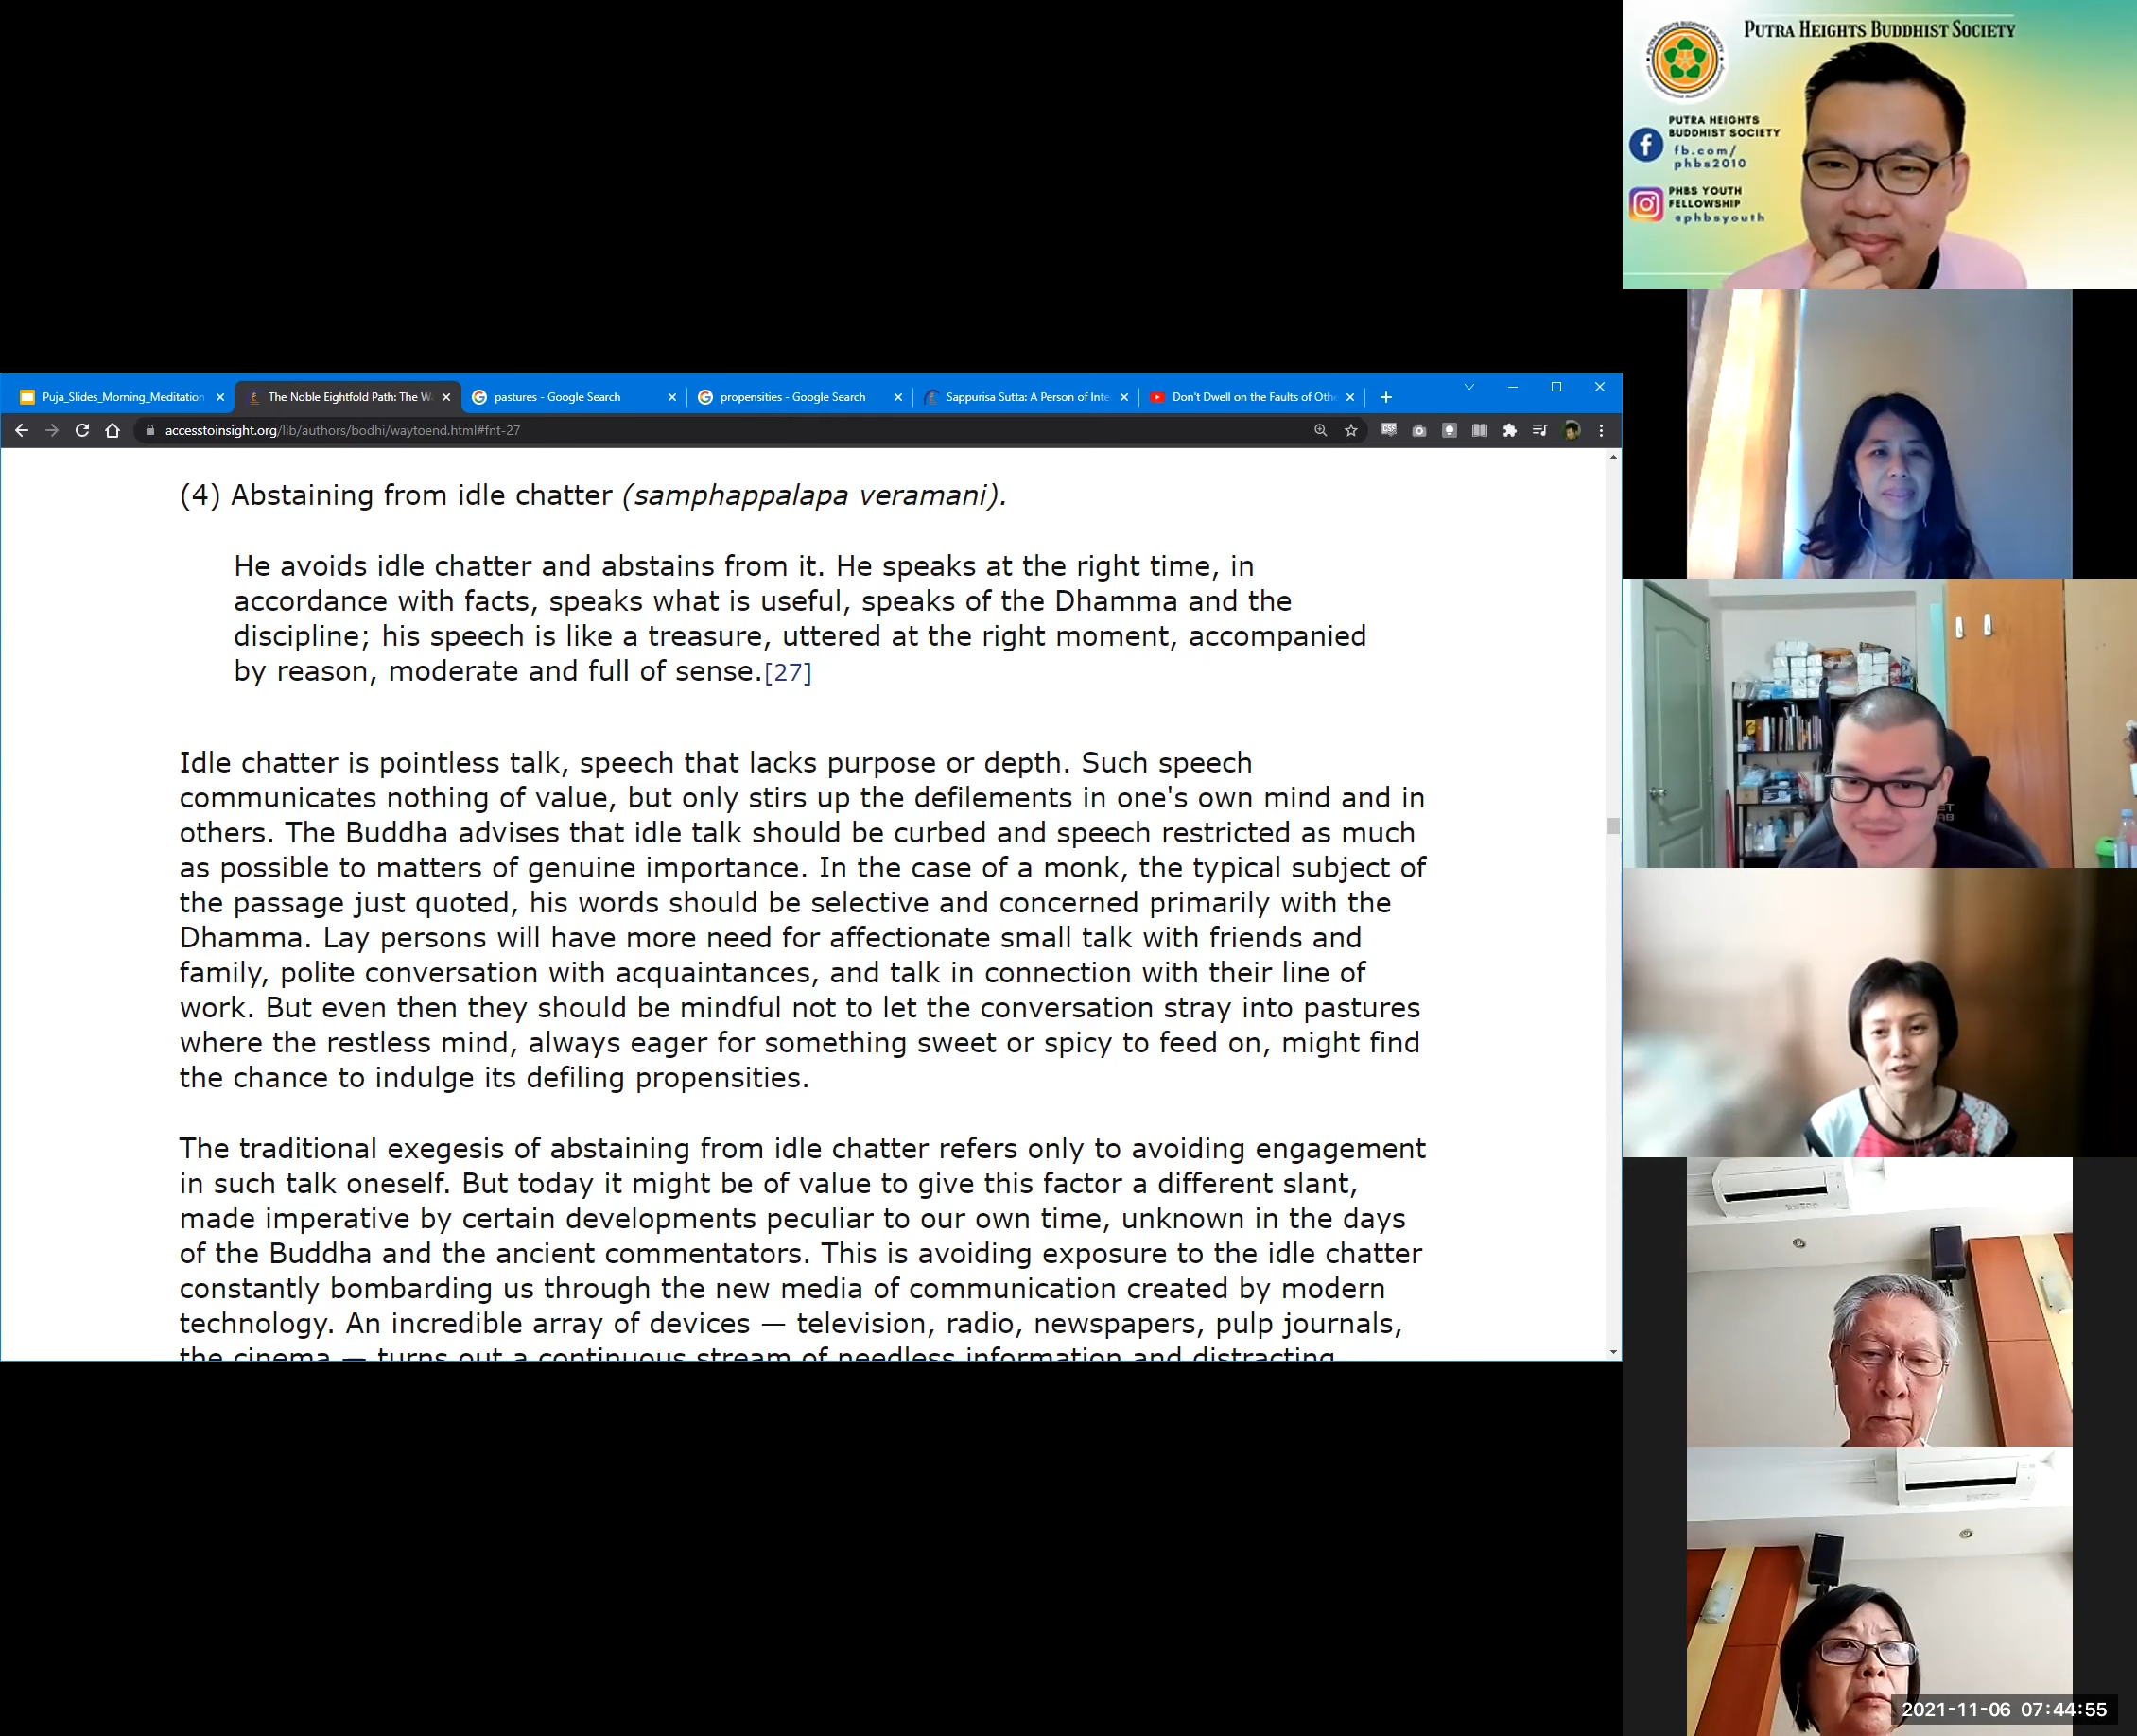 Puja_Slides_Morning_Meditation
The Noble Eightfold Path: The W
pastures - Google Search
propensities - Google Search
Sappurisa Sutta: A Person of Inte
Don't Dwell on the Faults of Oth
accesstoinsight.org/lib/authors/bodhi/waytoend.html#fnt-27
(4) Abstaining from idle chatter (samphappalapa veramani).
He avoids idle chatter and abstains from it. He speaks at the right time, in
accordance with facts, speaks what is useful, speaks of the Dhamma and the
discipline; his speech is like a treasure, uttered at the right moment, accompanied
by reason, moderate and full of sense.[27]
Idle chatter is pointless talk, speech that lacks purpose or depth. Such speech
communicates nothing of value, but only stirs up the defilements in one's own mind and in
others. The Buddha advises that idle talk should be curbed and speech restricted as much
as possible to matters of genuine importance. In the case of a monk, the typical subject of
the passage just quoted, his words should be selective and concerned primarily with the
Dhamma. Lay persons will have more need for affectionate small talk with friends and
family, polite conversation with acquaintances, and talk in connection with their line of
work. But even then they should be mindful not to let the conversation stray into pastures
where the restless mind, always eager for something sweet or spicy to feed on, might find
the chance to indulge its defiling propensities.
The traditional exegesis of abstaining from idle chatter refers only to avoiding engagement
in such talk oneself. But today it might be of value to give this factor a different slant,
made imperative by certain developments peculiar to our own time, unknown in the days
of the Buddha and the ancient commentators. This is avoiding exposure to the idle chatter
constantly bombarding us through the new media of communication created by modern
technology. An incredible array of devices — television, radio, newspapers, pulp journals,
the cinema — turns out a continuous stream of needless information and distracting
PUTRA HEIGHTS BUDDHIST SOCIETY
PUTRA HEIGHTS
BUDDHIST SOCIETY
fb.com/
phbs2010
PHBS YOUTH
FELLOWSHIP
@phbsyouth
2021-11-06 07:44:55